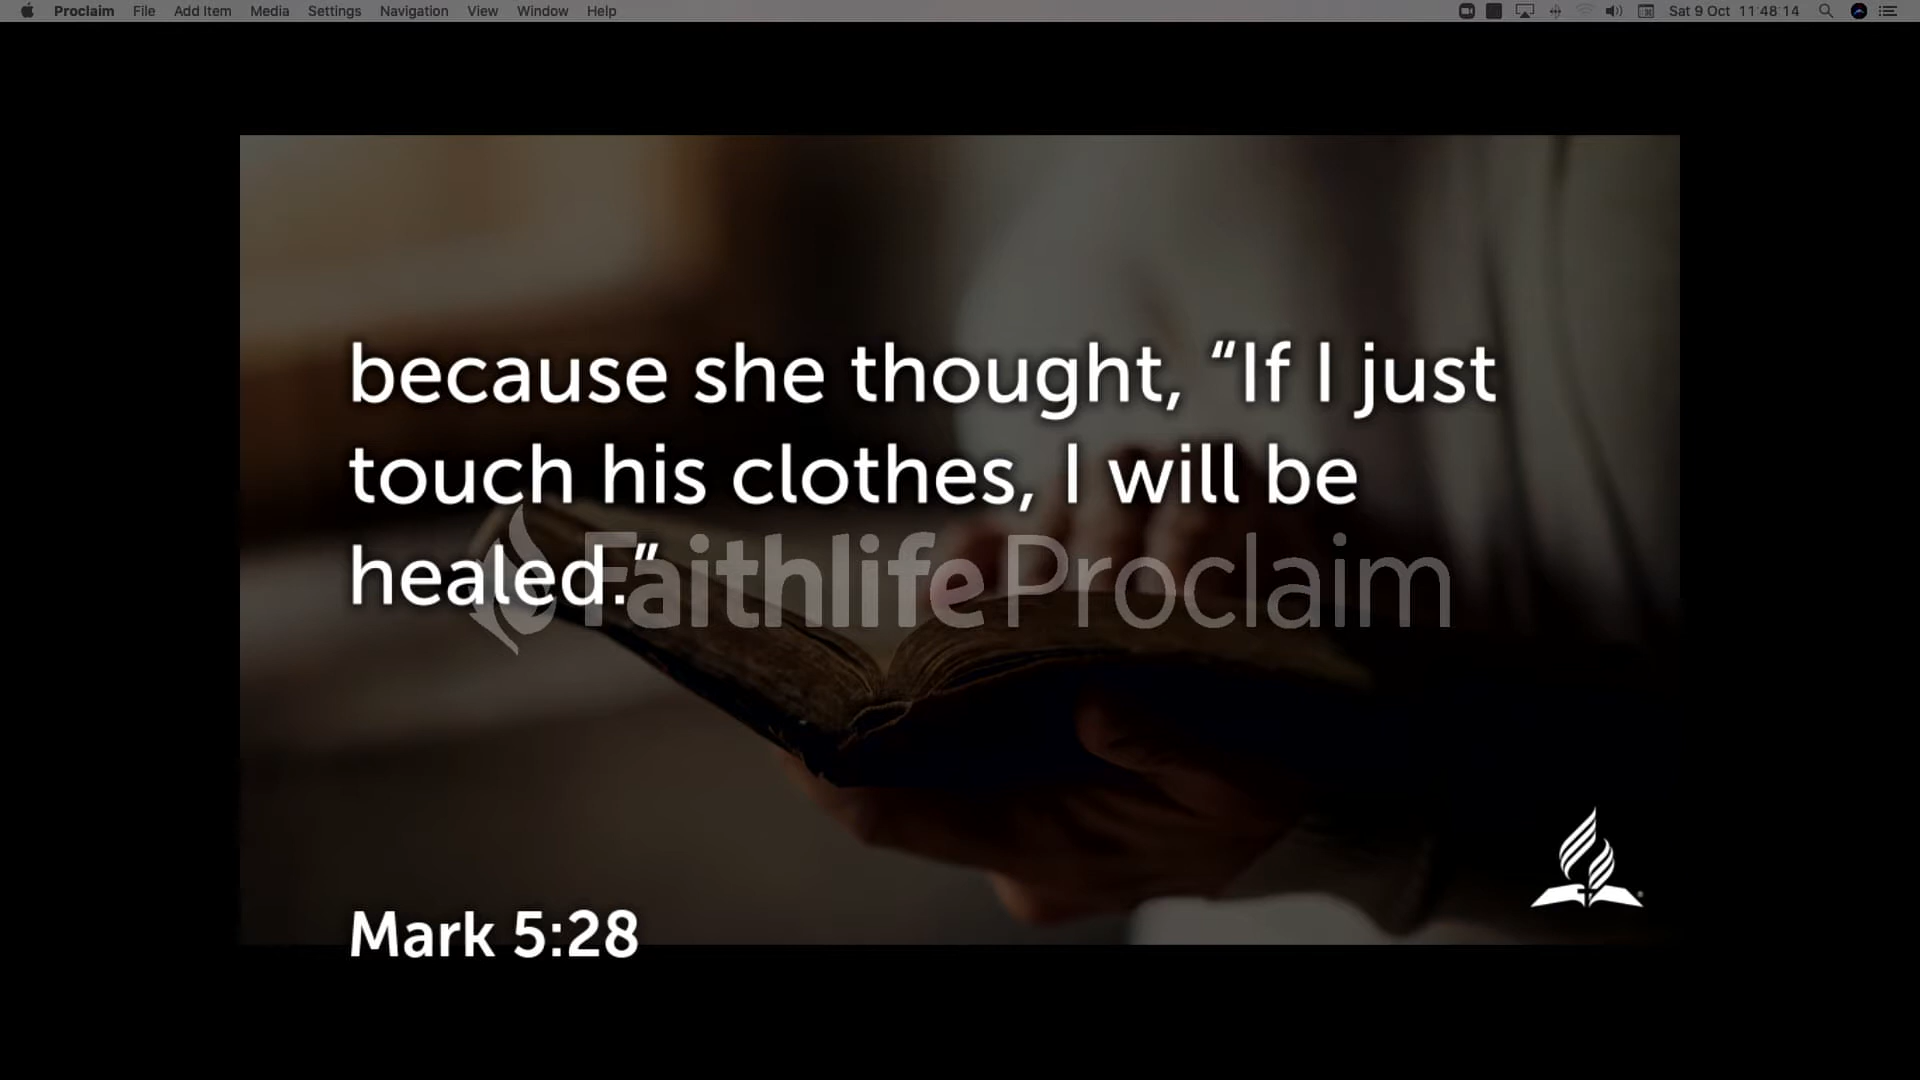 Proclaim File Add Item Media Settings Navigation View Window Help Sat 9 Oct 11:48:14
because she thought, “If I just
touch his clothes, I will be
healed.”
FaithlifeProclaim
Mark 5:28